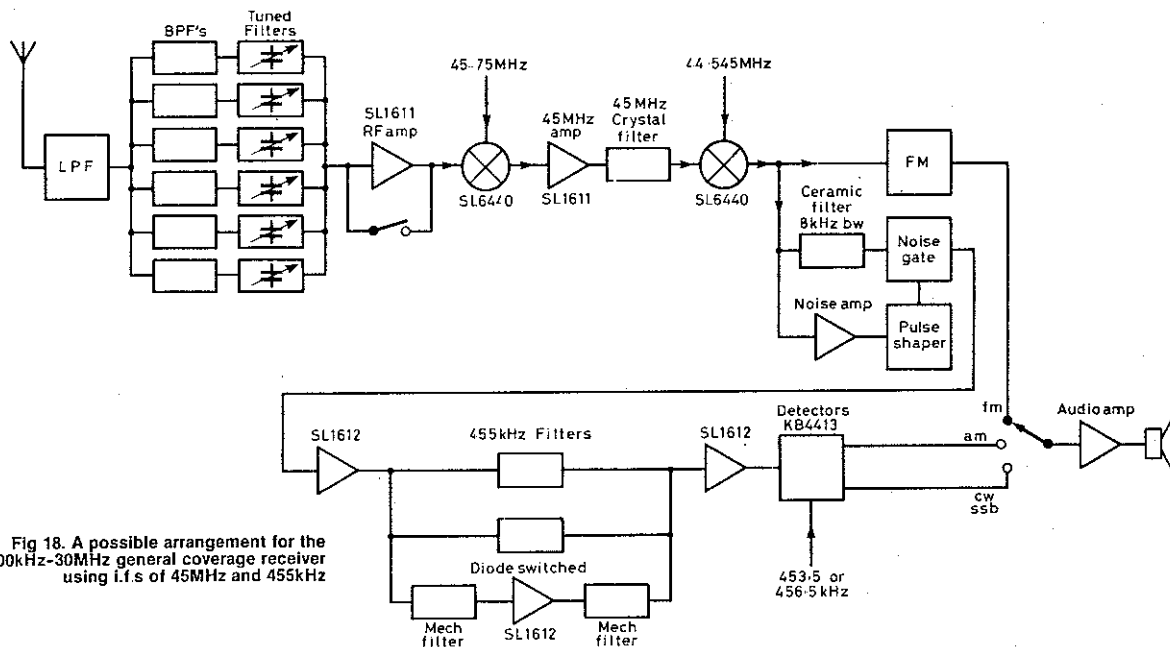 BPF's
Tuned
Filters
LPF
SL1611
RF amp
45-75MHz
SL6440
45MHz
amp
SL1611
45MHz
Crystal
filter
44·545MHz
SL6440
FM
Ceramic
filter
8kHz bw
Noise
gate
Noise amp
Pulse
shaper
SL1612
455kHz Filters
Diode switched
Mech
filter
SL1612
Mech
filter
SL1612
Detectors
KB4413
453·5 or
456·5kHz
fm
am
cw
ssb
Audio amp
Fig 18. A possible arrangement for the
00kHz-30MHz general coverage receiver
using i.f.s of 45MHz and 455kHz